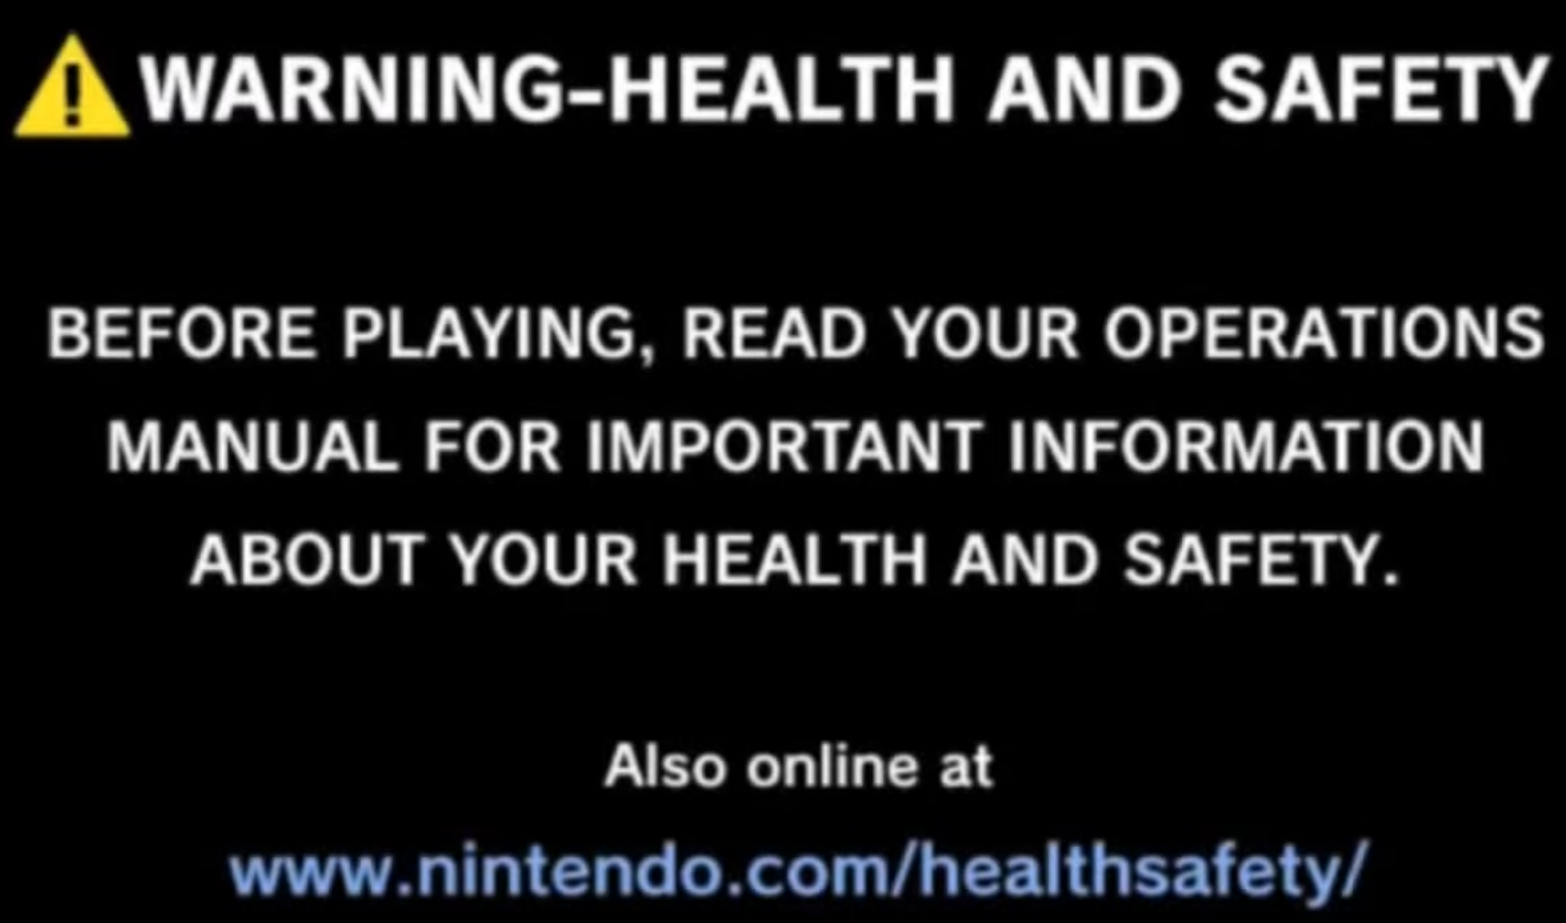 WARNING-HEALTH AND SAFETY
BEFORE PLAYING, READ YOUR OPERATIONS
MANUAL FOR IMPORTANT INFORMATION
ABOUT YOUR HEALTH AND SAFETY.
Also online at
www.nintendo.com/healthsafety/